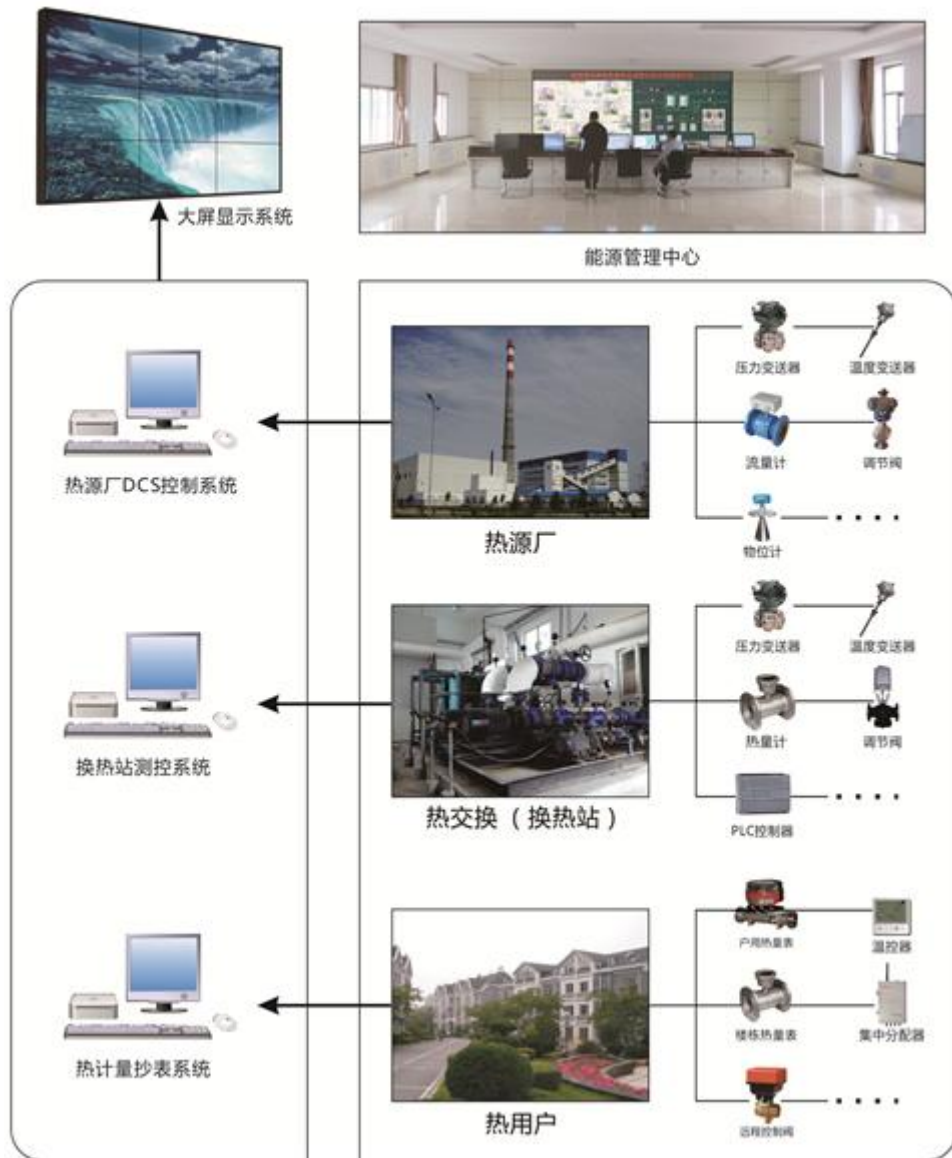 大屏显示系统
能源管理中心
热源厂DCS控制系统
热源厂
压力变送器
温度变送器
流量计
调节阀
物位计
换热站测控系统
热交换（换热站）
压力变送器
温度变送器
热量计
调节阀
PLC控制器
热计量抄表系统
热用户
户用热量表
温控器
楼栋热量表
集中分配器
远程控制阀